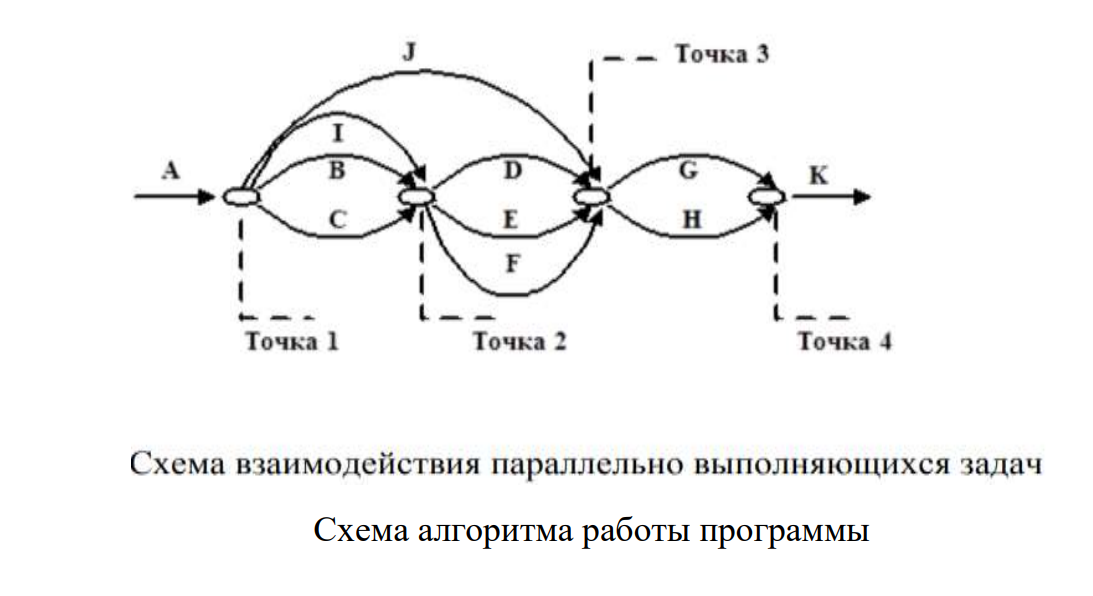 J
Точка 3
I
A
B
D
G
K
C
E
H
F
Точка 1
Точка 2
Точка 4
Схема взаимодействия параллельно выполняющихся задач
Схема алгоритма работы программы